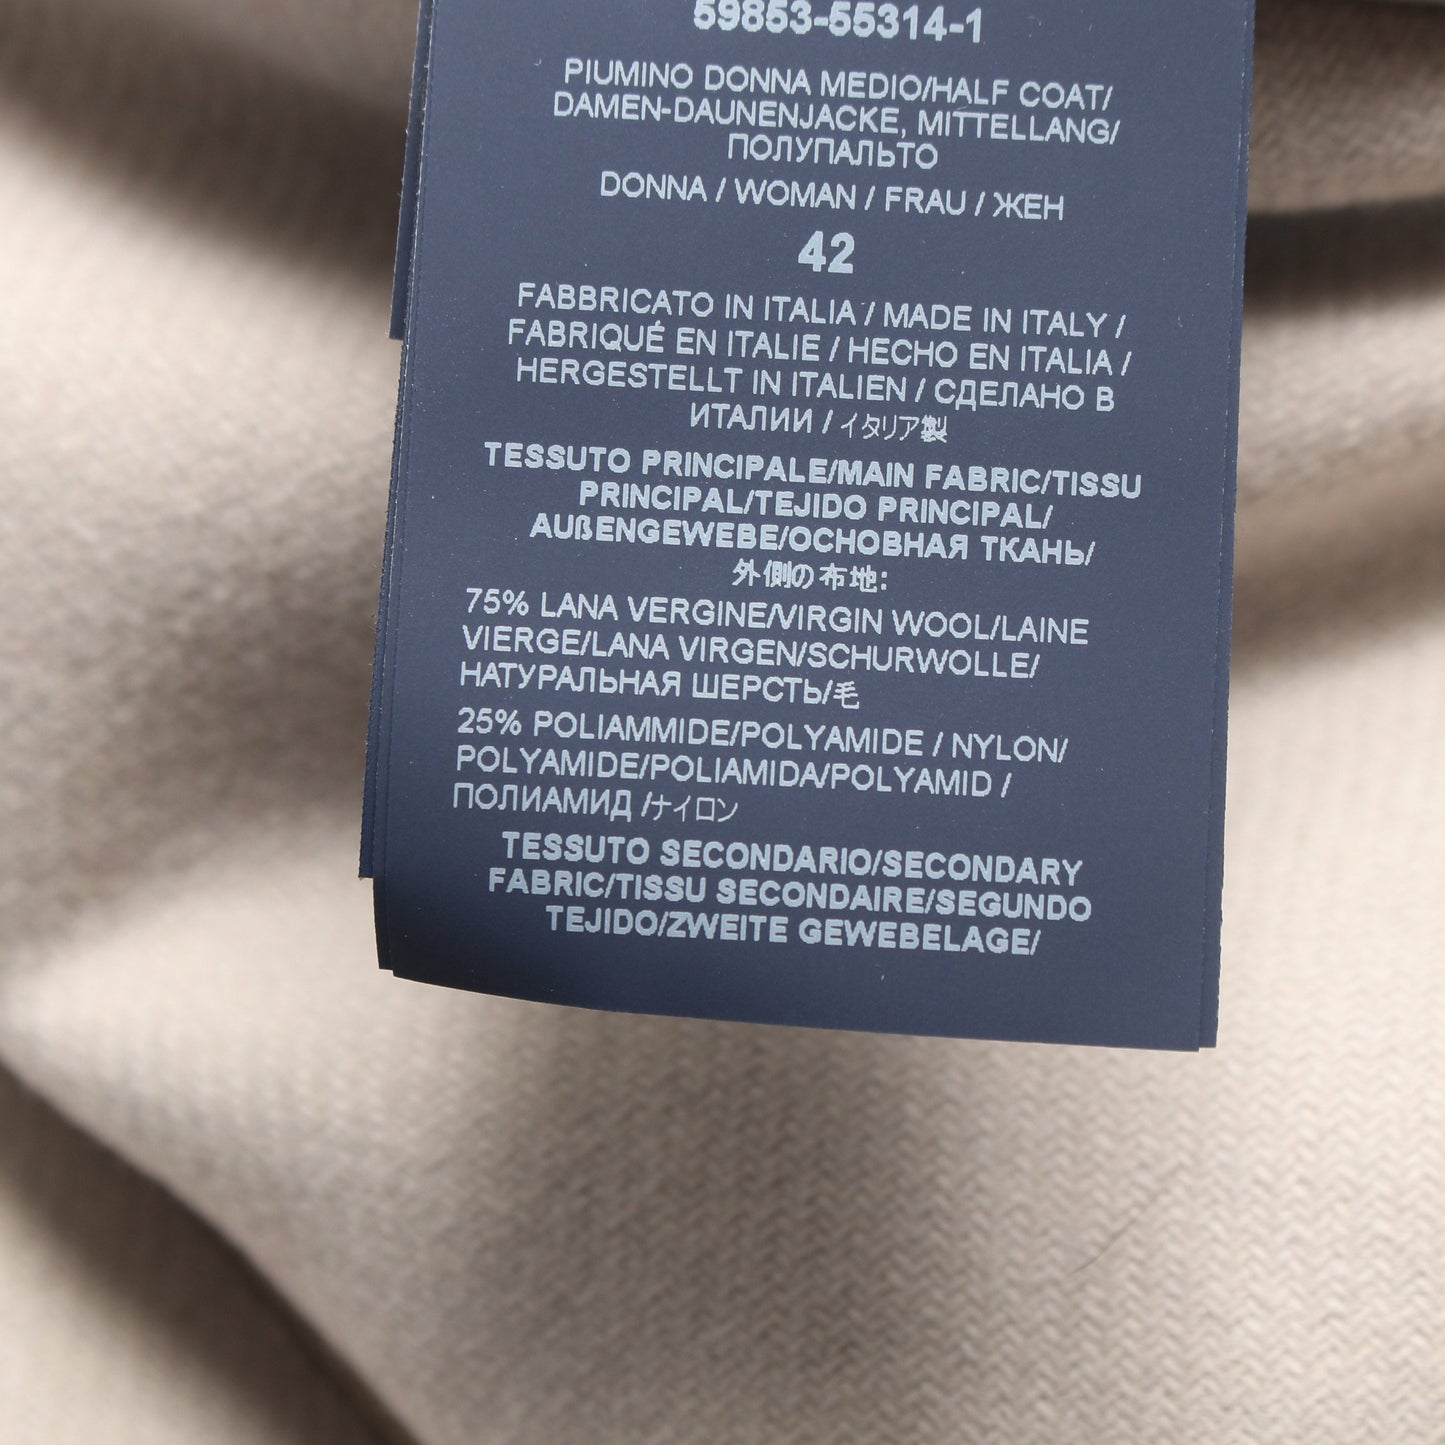 59853-55314-1
PIUMINO DONNA MEDIO/HALF COAT/
DAMEN-DAUNENJACKE, MITTELLANG/
ПОЛУПАЛЬТО
DONNA / WOMAN / FRAU / ЖЕН
42
FABBRICATO IN ITALIA / MADE IN ITALY /
FABRIQUÉ EN ITALIE / HECHO EN ITALIA /
HERGESTELLT IN ITALIEN / СДЕЛАНО В
ИТАЛИИ / イタリア製
TESSUTO PRINCIPALE/MAIN FABRIC/TISSU
PRINCIPAL/TEJIDO PRINCIPAL/
AUßENGEWEBE/ОСНОВНАЯ ТКАНЬ/
外側の布地:
75% LANA VERGINE/VIRGIN WOOL/LAINE
VIERGE/LANA VIRGEN/SCHURWOLLE/
НАТУРАЛЬНАЯ ШЕРСТЬ/毛
25% POLIAMMIDE/POLYAMIDE / NYLON/
POLYAMIDE/POLIAMIDA/POLYAMID /
ПОЛИАМИД /ナイロン
TESSUTO SECONDARIO/SECONDARY
FABRIC/TISSU SECONDAIRE/SEGUNDO
TEJIDO/ZWEITE GEWEBELAGE/